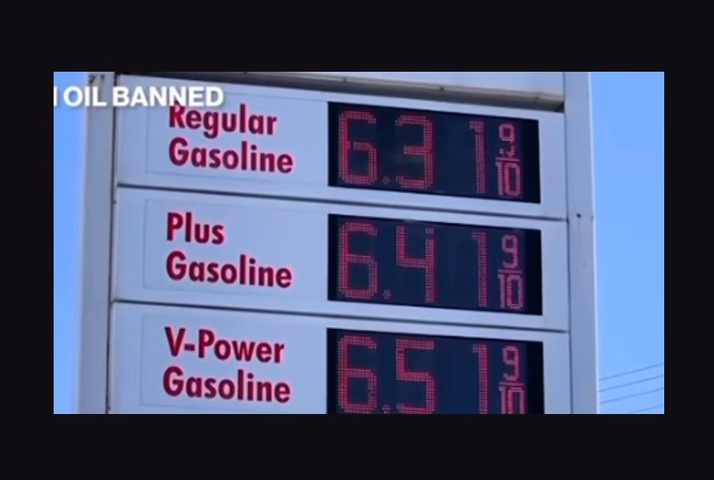 OIL BANNED
Regular
Gasoline
6.31 9/10
Plus
Gasoline
6.41 9/10
V-Power
Gasoline
6.51 9/10